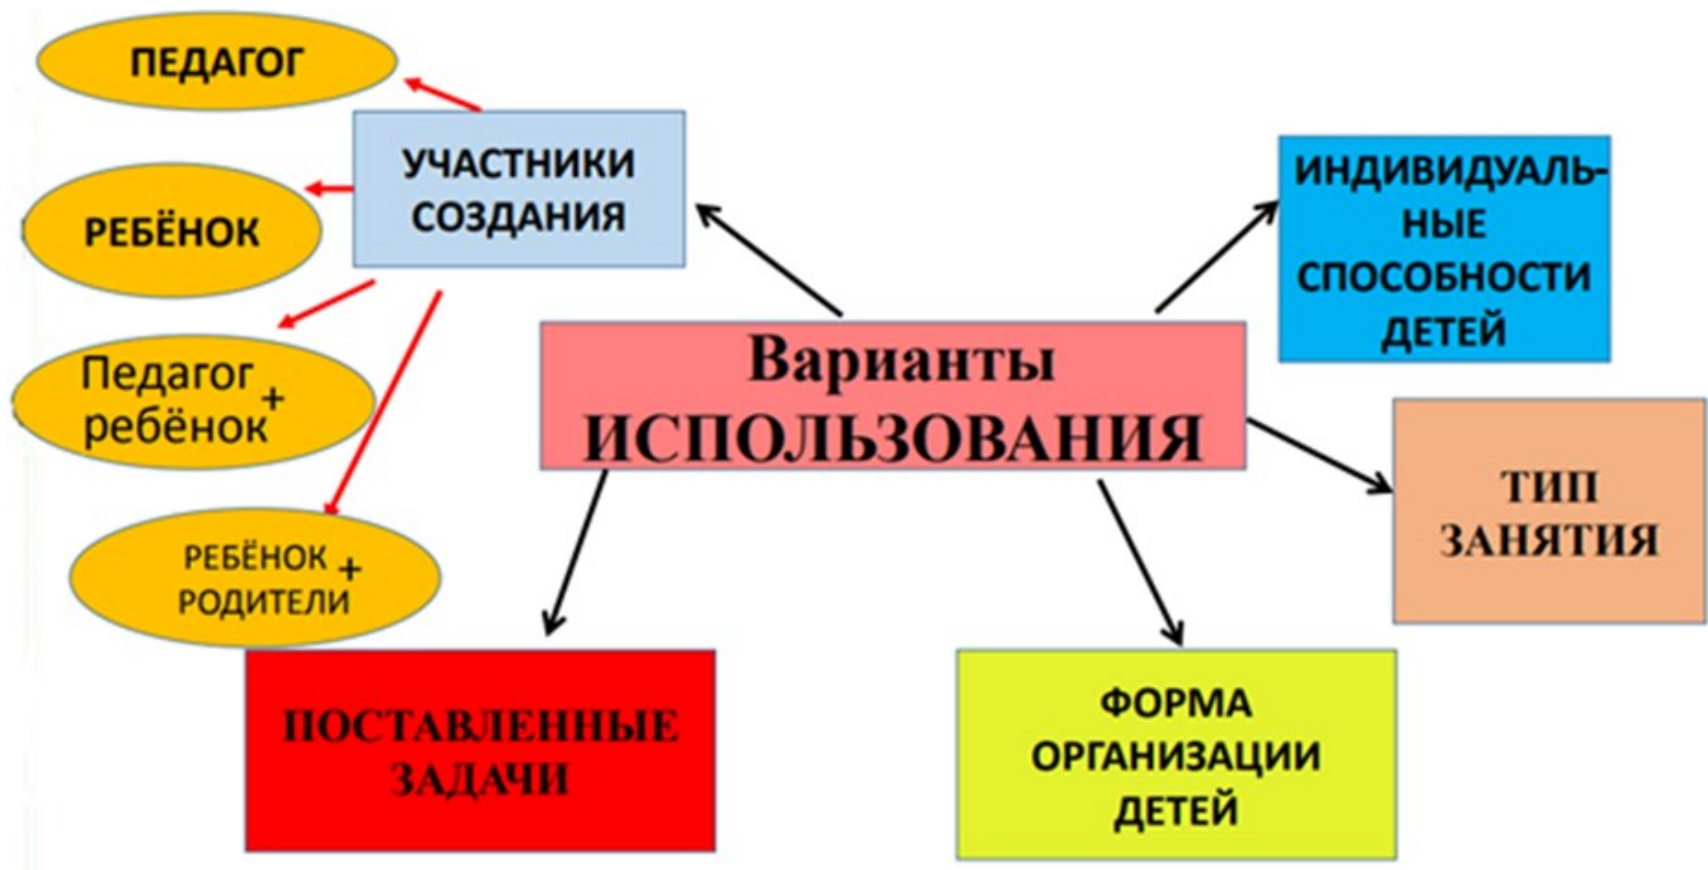 ПЕДАГОГ
УЧАСТНИКИ
СОЗДАНИЯ
РЕБЁНОК
Педагог +
ребёнок
РЕБЁНОК +
РОДИТЕЛИ
Варианты
ИСПОЛЬЗОВАНИЯ
ИНДИВИДУАЛЬ-
НЫЕ
СПОСОБНОСТИ
ДЕТЕЙ
ТИП
ЗАНЯТИЯ
ПОСТАВЛЕННЫЕ
ЗАДАЧИ
ФОРМА
ОРГАНИЗАЦИИ
ДЕТЕЙ